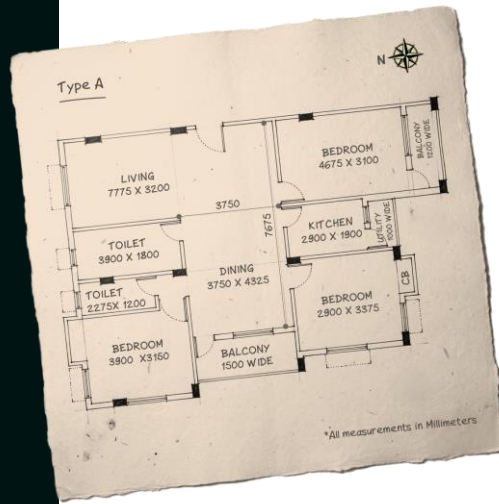 Type A
N
LIVING
7775 X 3200
BEDROOM
4675 X 3100
BALCONY
1200 WIDE
3750
7675
TOILET
3900 X 1800
KITCHEN
2900 X 1900
UTILITY
1000 WIDE
DINING
3750 X 4325
TOILET
2275X 1200
BEDROOM
3900 X3150
BALCONY
1500 WIDE
BEDROOM
2900 X 3375
CB
*All measurements in Millimeters